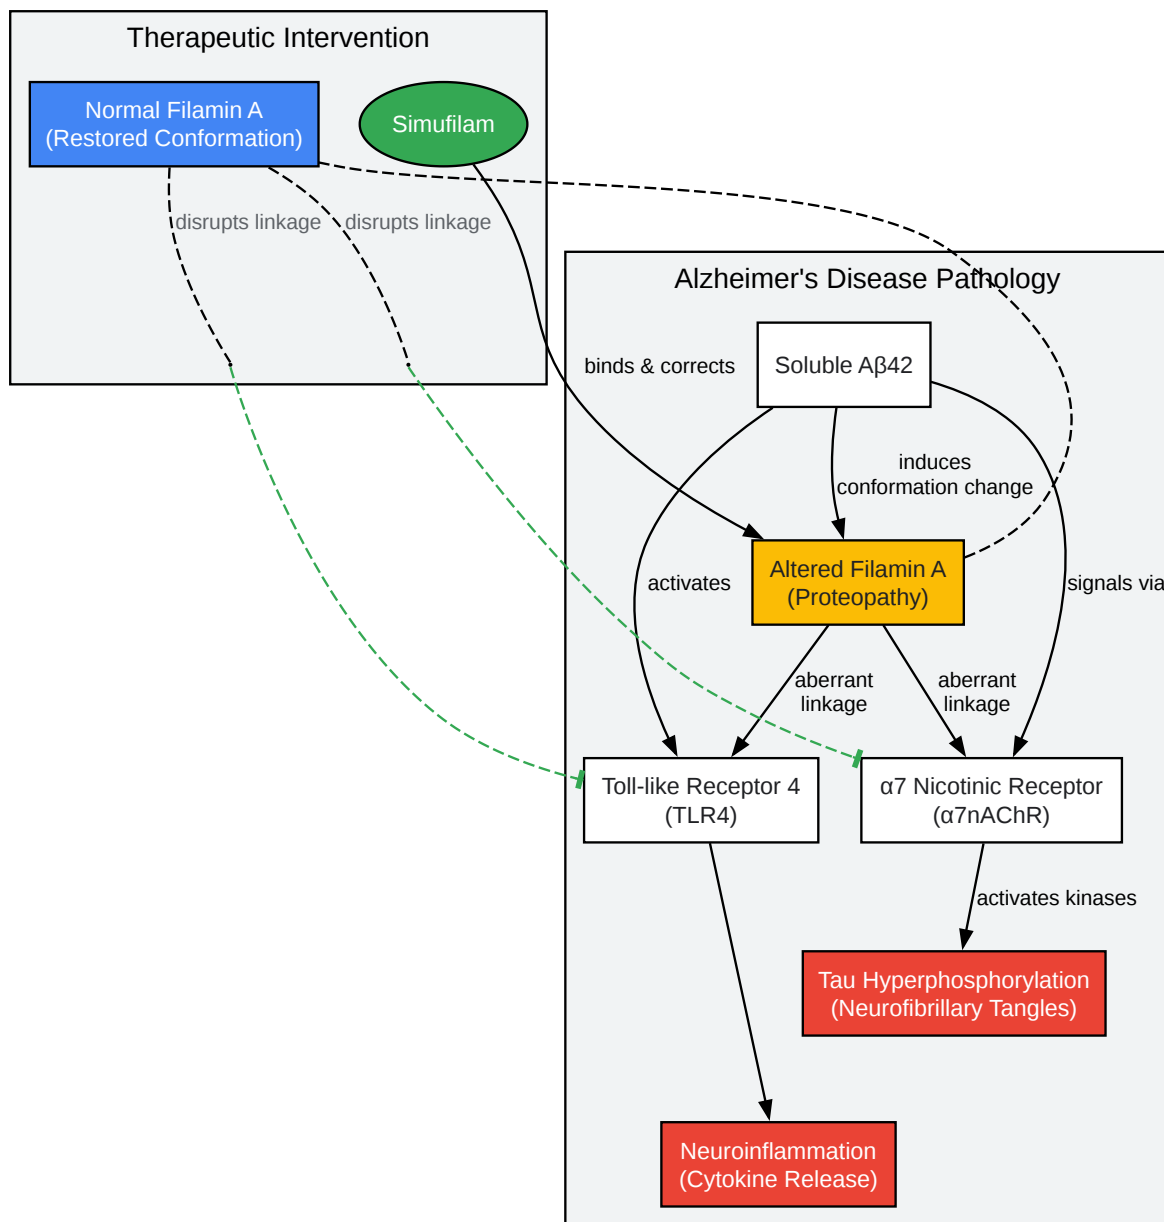 Therapeutic Intervention
Normal Filamin A
(Restored Conformation)
Simufilam
disrupts linkage
disrupts linkage
Alzheimer's Disease Pathology
Soluble Aβ42
binds & corrects
induces
conformation change
activates
Altered Filamin A
(Proteopathy)
signals via
aberrant
linkage
aberrant
linkage
Toll-like Receptor 4
(TLR4)
α7 Nicotinic Receptor
(α7nAChR)
activates kinases
Tau Hyperphosphorylation
(Neurofibrillary Tangles)
Neuroinflammation
(Cytokine Release)